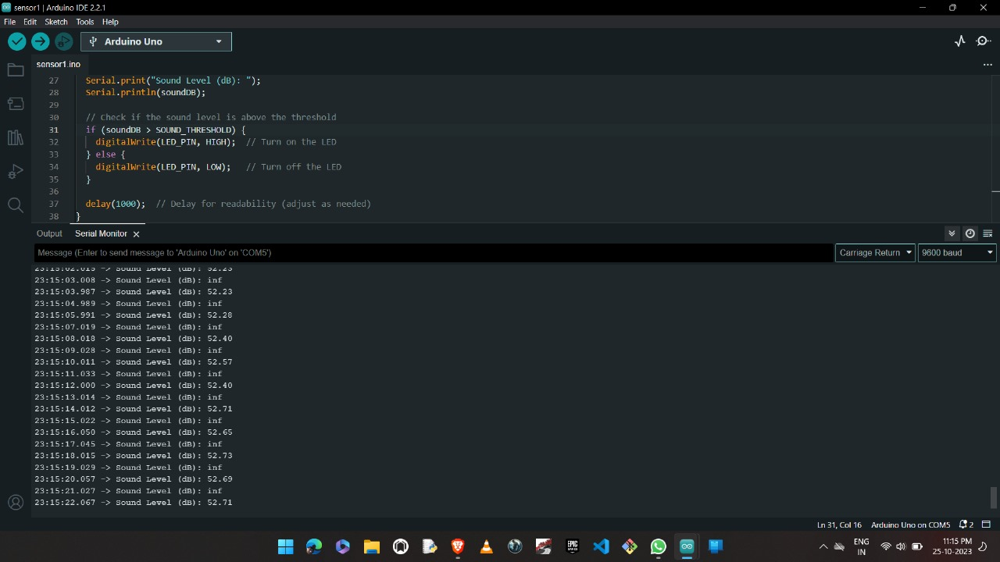 sensor1 | Arduino IDE 2.2.1
File Edit Sketch Tools Help
Arduino Uno
sensor1.ino
27 Serial.print("Sound Level (dB): ");
28 Serial.println(soundDB);
29
30 // Check if the sound level is above the threshold
31 if (soundDB > SOUND_THRESHOLD) {
32 digitalWrite(LED_PIN, HIGH); // Turn on the LED
33 } else {
34 digitalWrite(LED_PIN, LOW); // Turn off the LED
35 }
36
37 delay(1000); // Delay for readability (adjust as needed)
38 }
Output Serial Monitor
Message (Enter to send message to 'Arduino Uno' on 'COM5') Carriage Return 9600 baud
23:15:02.015 -> Sound Level (dB): 52.23
23:15:03.008 -> Sound Level (dB): inf
23:15:03.987 -> Sound Level (dB): 52.23
23:15:04.989 -> Sound Level (dB): inf
23:15:05.991 -> Sound Level (dB): 52.28
23:15:07.019 -> Sound Level (dB): inf
23:15:08.018 -> Sound Level (dB): 52.40
23:15:09.028 -> Sound Level (dB): inf
23:15:10.011 -> Sound Level (dB): 52.57
23:15:11.033 -> Sound Level (dB): inf
23:15:12.000 -> Sound Level (dB): 52.40
23:15:13.014 -> Sound Level (dB): inf
23:15:14.012 -> Sound Level (dB): 52.71
23:15:15.022 -> Sound Level (dB): inf
23:15:16.050 -> Sound Level (dB): 52.65
23:15:17.045 -> Sound Level (dB): inf
23:15:18.015 -> Sound Level (dB): 52.73
23:15:19.029 -> Sound Level (dB): inf
23:15:20.057 -> Sound Level (dB): 52.69
23:15:21.027 -> Sound Level (dB): inf
23:15:22.067 -> Sound Level (dB): 52.71
Ln 31, Col 16 Arduino Uno on COM5 2
EPIC GAMES
ENG 11:15 PM
IN 25-10-2023